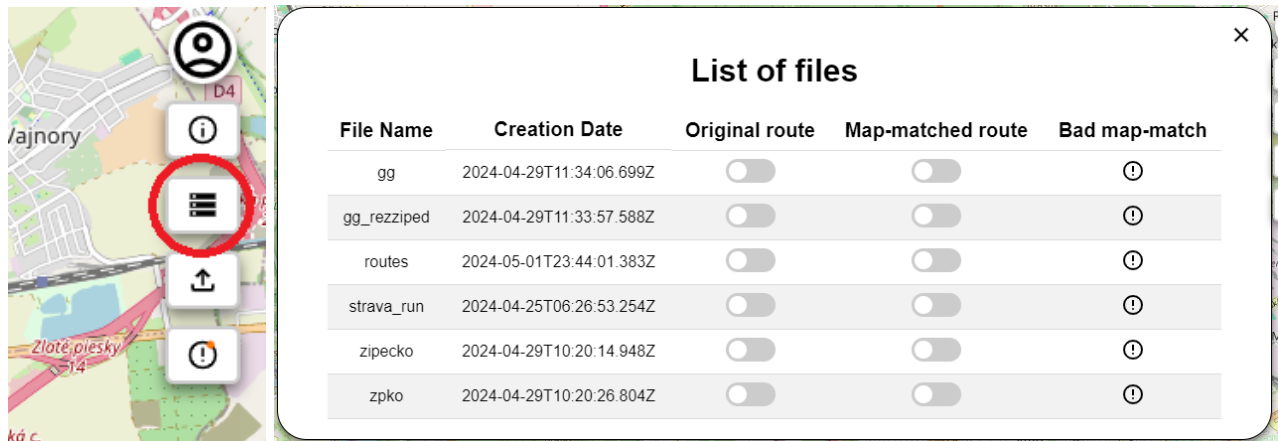 D4
Vajnory
Zlaté piesky
14
ká c.
×
List of files
File Name Creation Date Original route Map-matched route Bad map-match
gg 2024-04-29T11:34:06.699Z
gg_rezziped 2024-04-29T11:33:57.588Z
routes 2024-05-01T23:44:01.383Z
strava_run 2024-04-25T06:26:53.254Z
zipecko 2024-04-29T10:20:14.948Z
zpko 2024-04-29T10:20:26.804Z